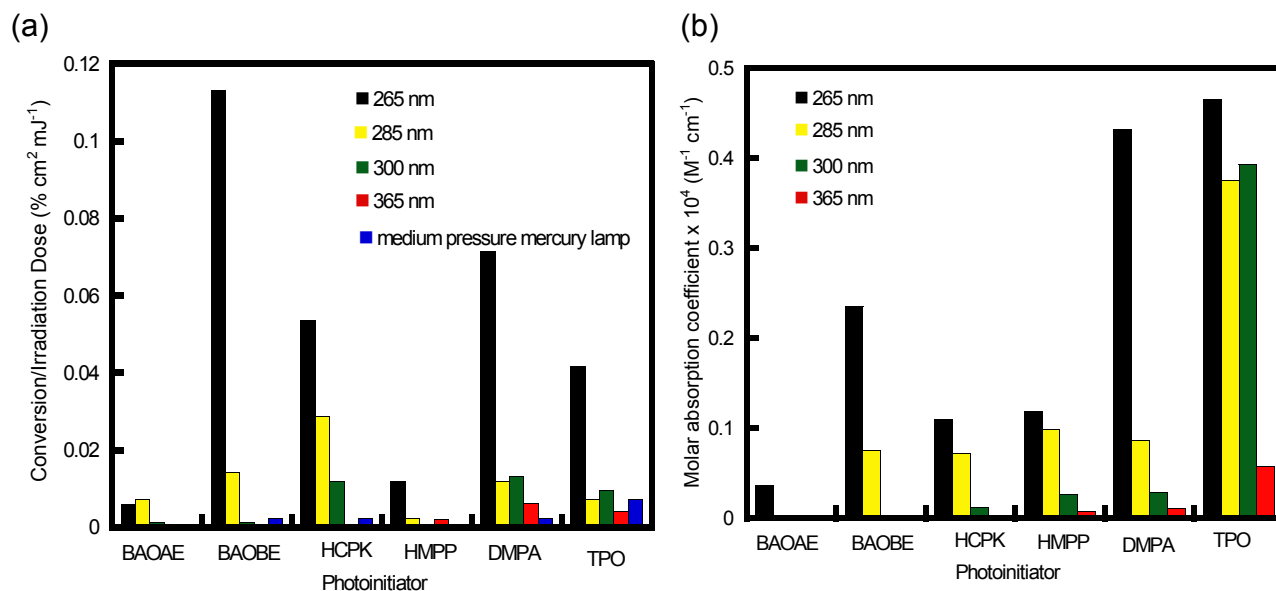 (a)
Conversion/Irradiation Dose (% cm² mJ⁻¹)
0.12
0.1
0.08
0.06
0.04
0.02
0
265 nm
285 nm
300 nm
365 nm
medium pressure mercury lamp
BAOAE BAOBE HCPK HMPP DMPA TPO
Photoinitiator
(b)
Molar absorption coefficient x 10⁴ (M⁻¹ cm⁻¹)
0.5
0.4
0.3
0.2
0.1
0
265 nm
285 nm
300 nm
365 nm
BAOAE BAOBE HCPK HMPP DMPA TPO
Photoinitiator